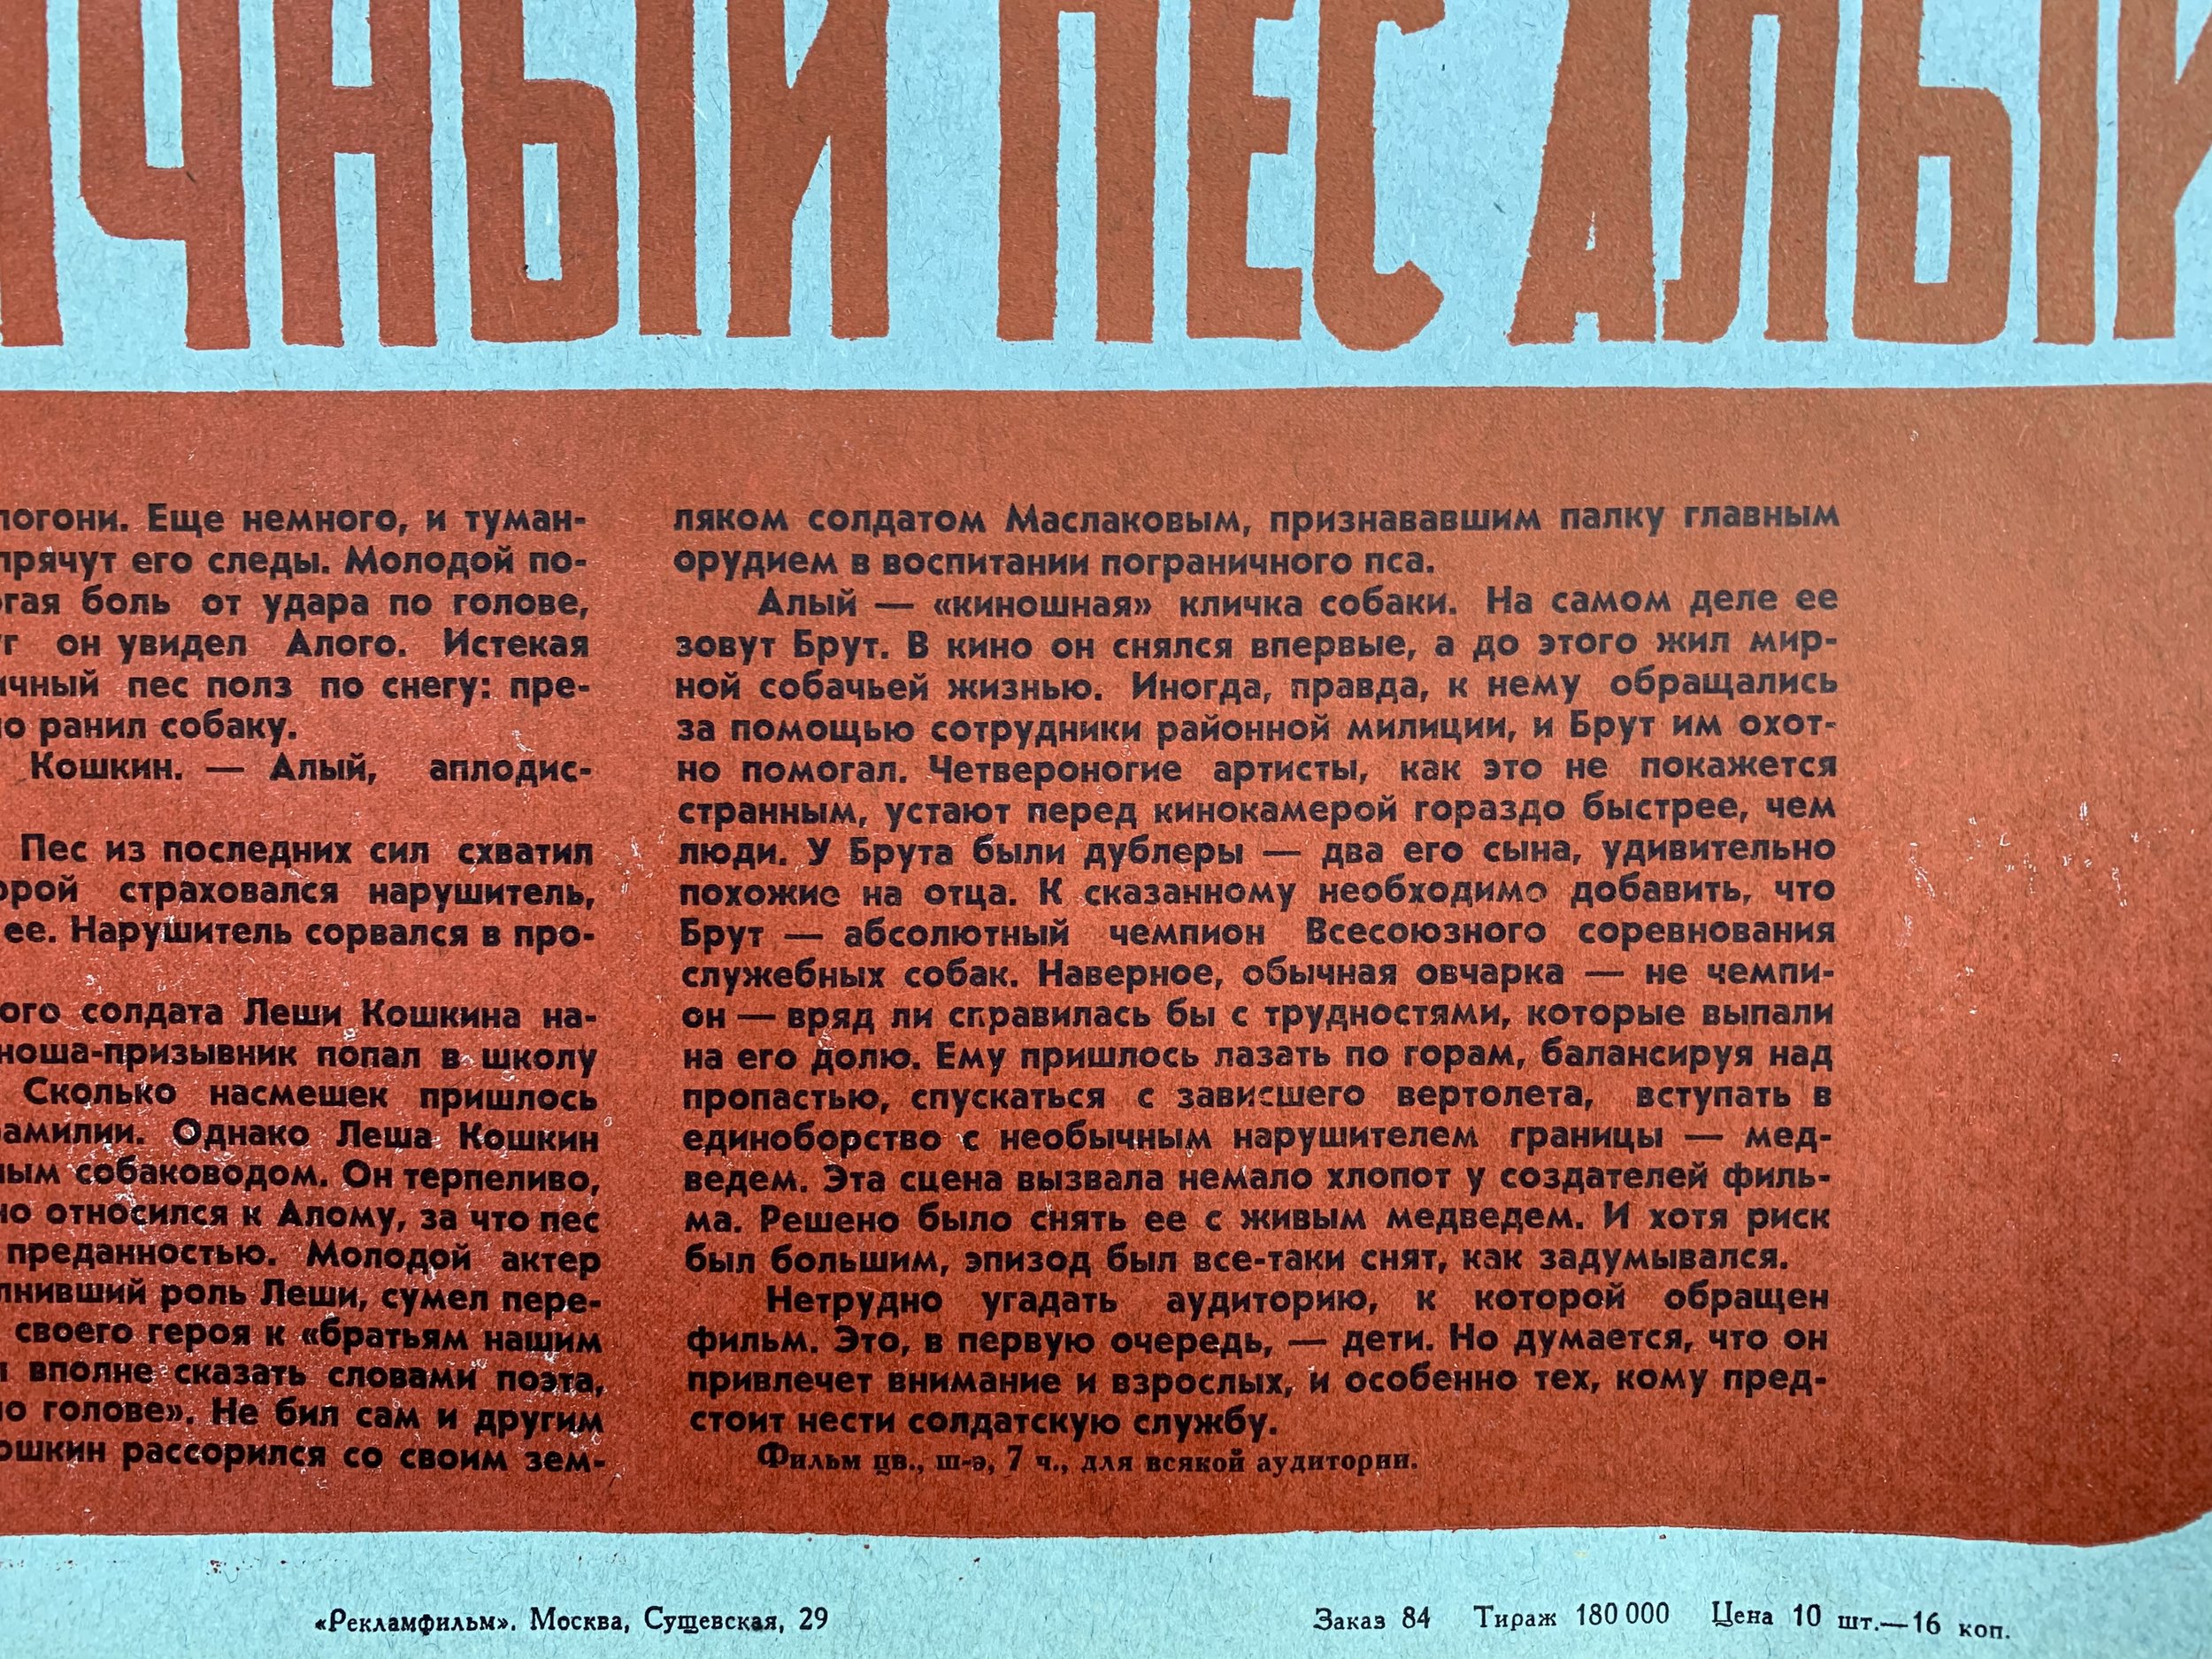 ЧНЫЙ ПЕС АЛЫЙ
погони. Еще немного, и туман-
прячут его следы. Молодой по-
боль от удара по голове,
он увидел Алого. Истекая
пес полз по снегу: пре-
ранил собаку.
Кошкин. — Алый, аплодис-
Пес из последних сил схватил
страховался нарушитель,
ее. Нарушитель сорвался в про-
солдата Леши Кошкина на-
попал в школу
Сколько насмешек пришлось
Однако Леша Кошкин
собаководом. Он терпеливо,
относился к Алому, за что пес
преданностью. Молодой актер
роль Леши, сумел пере-
своего героя к «братьям нашим
вполне сказать словами поэта,
голове». Не бил сам и другим
рассорился со своим зем-
ляком солдатом Маслаковым, признававшим палку главным
орудием в воспитании пограничного пса.
Алый — «киношная» кличка собаки. На самом деле ее
зовут Брут. В кино он снялся впервые, а до этого жил мир-
ной собачьей жизнью. Иногда, правда, к нему обращались
за помощью сотрудники районной милиции, и Брут им охот-
но помогал. Четвероногие артисты, как это не покажется
странным, устают перед кинокамерой гораздо быстрее, чем
люди. У Брута были дублеры — два его сына, удивительно
похожие на отца. К сказанному необходимо добавить, что
Брут — абсолютный чемпион Всесоюзного соревнования
служебных собак. Наверное, обычная овчарка — не чемпи-
он — вряд ли справилась бы с трудностями, которые выпали
на его долю. Ему пришлось лазать по горам, балансируя над
пропастью, спускаться с зависшего вертолета, вступать в
единоборство с необычным нарушителем границы — мед-
ведем. Эта сцена вызвала немало хлопот у создателей филь-
ма. Решено было снять ее с живым медведем. И хотя риск
был большим, эпизод был все-таки снят, как задумывался.
Нетрудно угадать аудиторию, к которой обращен
фильм. Это, в первую очередь, — дети. Но думается, что он
привлечет внимание и взрослых, и особенно тех, кому пред-
стоит нести солдатскую службу.
Фильм цв., ш-э, 7 ч., для всякой аудитории.
«Рекламфильм». Москва, Сущевская, 29
Заказ 84 Тираж 180 000 Цена 10 шт.—16 коп.